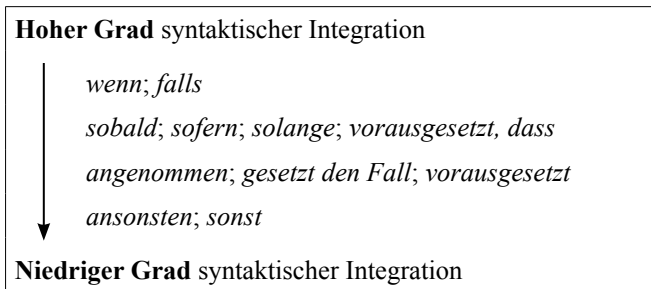 Hoher Grad syntaktischer Integration
wenn; falls
sobald; sofern; solange; vorausgesetzt, dass
angenommen; gesetzt den Fall; vorausgesetzt
ansonsten; sonst
Niedriger Grad syntaktischer Integration